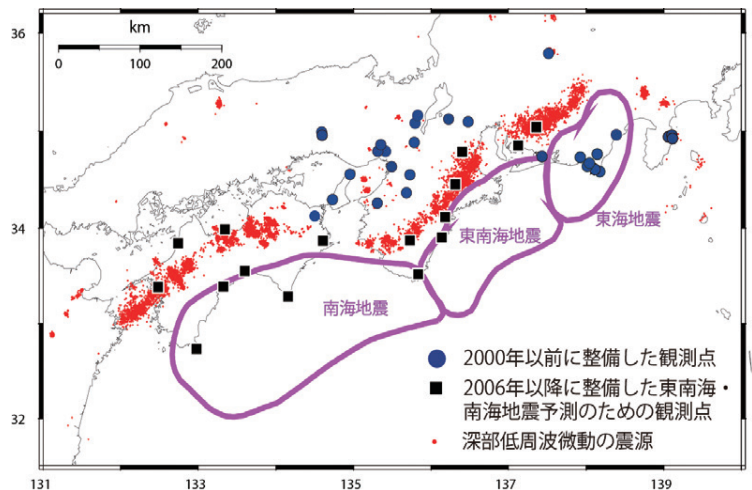 36
34
32
km
0
100
200
東海地震
東南海地震
南海地震
2000年以前に整備した観測点
2006年以降に整備した東南海・
南海地震予測のための観測点
深部低周波微動の震源
131
133
135
137
139